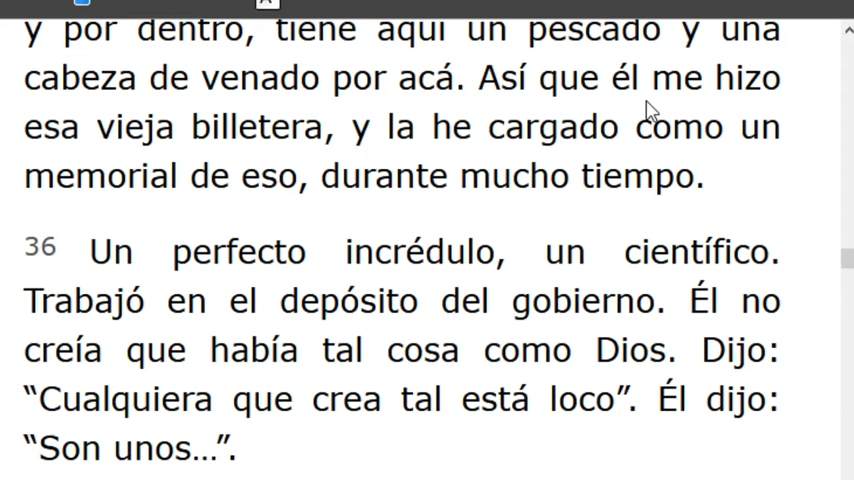 y por dentro, tiene aquí un pescado y una
cabeza de venado por acá. Así que él me hizo
esa vieja billetera, y la he cargado como un
memorial de eso, durante mucho tiempo.
36 Un perfecto incrédulo, un científico.
Trabajó en el depósito del gobierno. Él no
creía que había tal cosa como Dios. Dijo:
“Cualquiera que crea tal está loco”. Él dijo:
“Son unos…”.